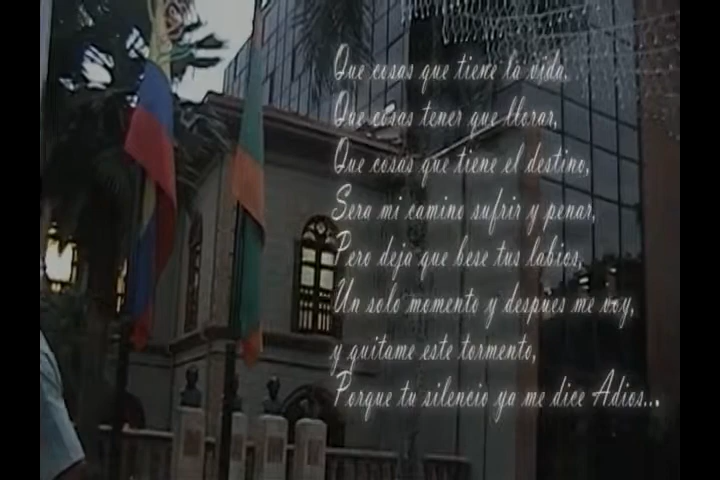 Que cosas que tiene la vida,
Que cosas tener que llorar,
Que cosas que tiene el destino,
Sera mi camino sufrir y penar,
Pero deja que bese tus labios,
Un solo momento y despues me voy,
y quitame este tormento,
Porque tu silencio ya me dice Adios...